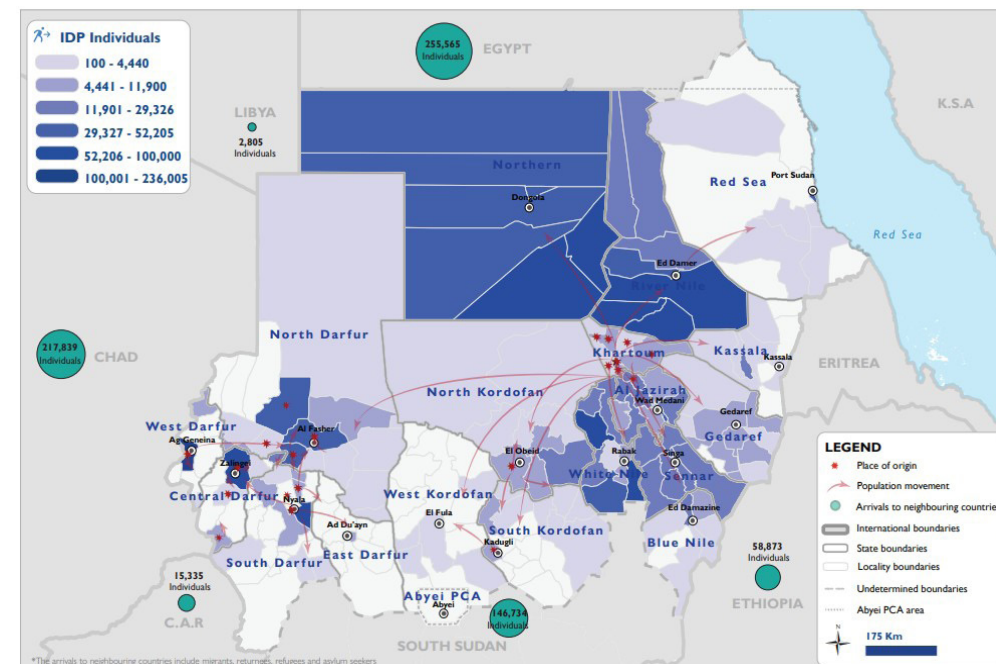 IDP Individuals
100 - 4,440
4,441 - 11,900
11,901 - 29,326
29,327 - 52,205
52,206 - 100,000
100,001 - 236,005
255,565
Individuals
EGYPT
LIBYA
2,805
Individuals
K.S.A
Northern
Dongola
Red Sea
Port Sudan
Red Sea
Ed Damer
River Nile
217,839
Individuals
CHAD
North Darfur
Khartoum
Kassala
Kassala
ERITREA
North Kordofan
Al Jazirah
Wad Medani
Gedaref
Gedaref
West Darfur
Ag Geneina
Al Fasher
Zalingei
Central Darfur
Nyala
El Obeid
Rabak
White Nile
Singa
Sennar
West Kordofan
El Fula
Ed Damazine
Blue Nile
South Kordofan
Kadugli
Ad Du'ayn
East Darfur
South Darfur
Abyei PCA
Abyei
15,335
Individuals
C.A.R
146,734
Individuals
SOUTH SUDAN
58,873
Individuals
ETHIOPIA
LEGEND
Place of origin
Population movement
Arrivals to neighbouring countrie
International boundaries
State boundaries
Locality boundaries
Undetermined boundaries
Abyei PCA area
N
175 Km
*The arrivals to neighbouring countries include migrants, returnees, refugees and asylum seekers